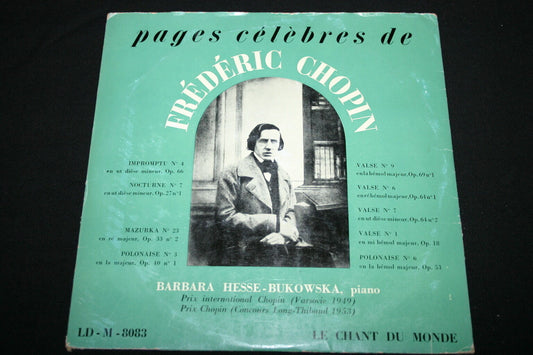 pages célèbres de
FRÉDÉRIC CHOPIN
IMPROMPTU N° 4
en ut dièse mineur, Op. 66
NOCTURNE N° 7
en ut dièse mineur, Op. 27 n° 1
MAZURKA N° 23
en ré majeur, Op. 33 n° 2
POLONAISE N° 3
en la majeur, Op. 40 n° 1
VALSE N° 9
en la bémol majeur, Op. 69 n° 1
VALSE N° 6
en ré bémol majeur, Op. 64 n° 1
VALSE N° 7
en ut dièse mineur, Op. 64 n° 2
VALSE N° 1
en mi bémol majeur, Op. 18
POLONAISE N° 6
en la bémol majeur, Op. 53
BARBARA HESSE-BUKOWSKA, piano
Prix international Chopin (Varsovie 1949)
Prix Chopin (Concours Long-Thibaud 1953)
LD - M - 8083
LE CHANT DU MONDE